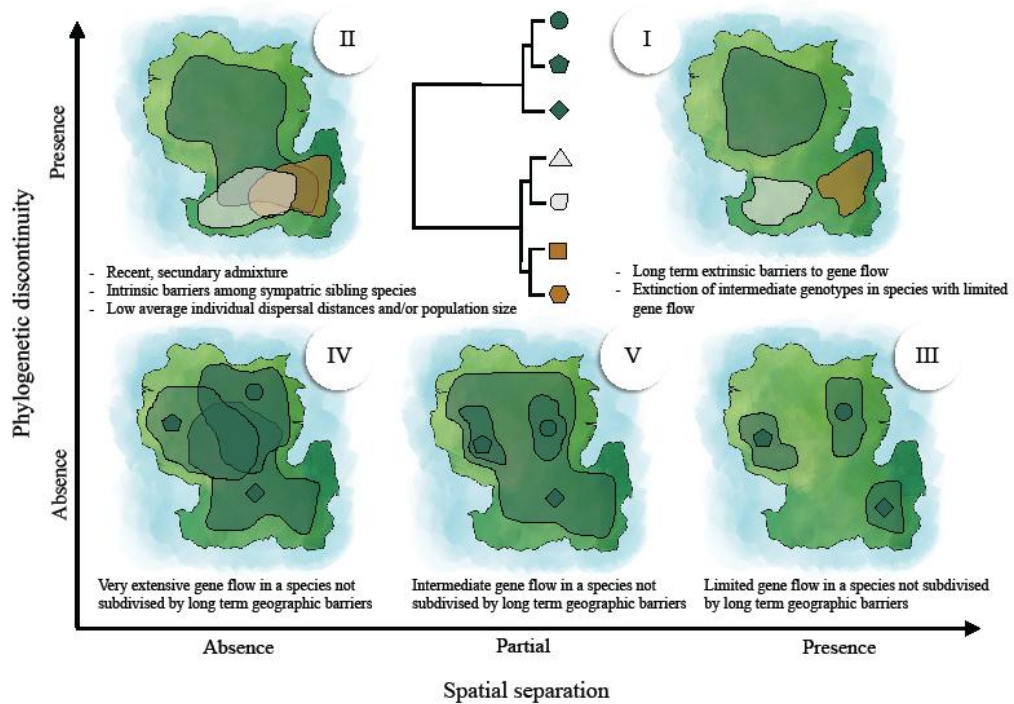 II
I
Presence
Phylogenetic discontinuity
Absence
- Recent, secundary admixture
- Intrinsic barriers among sympatric sibling species
- Low average individual dispersal distances and/or population size
- Long term extrinsic barriers to gene flow
- Extinction of intermediate genotypes in species with limited
gene flow
IV
V
III
Very extensive gene flow in a species not
subdivised by long term geographic barriers
Intermediate gene flow in a species not
subdivised by long term geographic barriers
Limited gene flow in a species not subdivised
by long term geographic barriers
Absence
Partial
Presence
Spatial separation